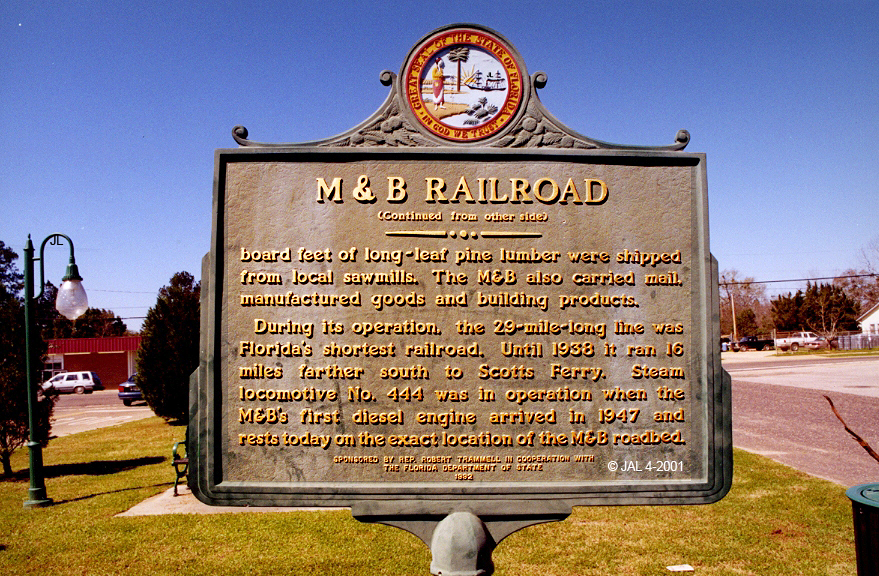 GREAT SEAL OF THE STATE OF FLORIDA
IN GOD WE TRUST
M & B RAILROAD
(Continued from other side)
board feet of long-leaf pine lumber were shipped
from local sawmills. The M&B also carried mail,
manufactured goods and building products.
During its operation, the 29-mile-long line was
Florida's shortest railroad. Until 1938 it ran 16
miles farther south to Scotts Ferry. Steam
locomotive No. 444 was in operation when the
M&B's first diesel engine arrived in 1947 and
rests today on the exact location of the M&B roadbed.
SPONSORED BY REP. ROBERT TRAMMELL IN COOPERATION WITH
THE FLORIDA DEPARTMENT OF STATE
1992
© JAL 4-2001
JL